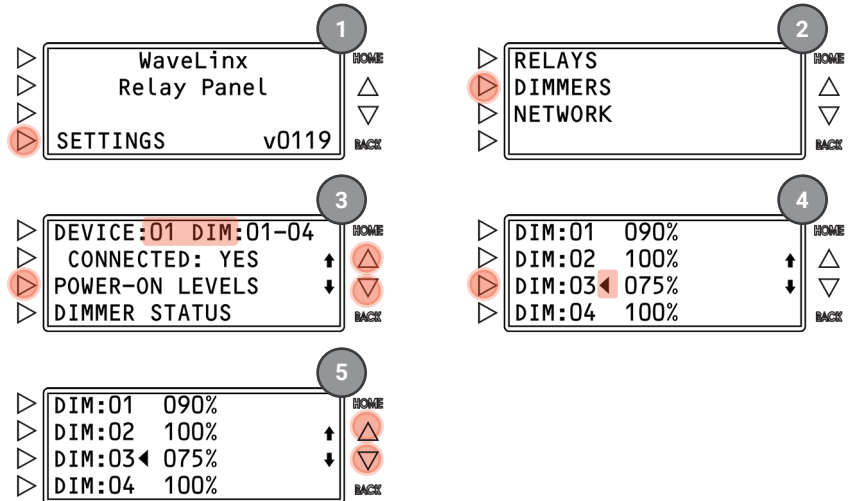 1
WaveLinx
Relay Panel
SETTINGS v0119
HOME
BACK
2
RELAYS
DIMMERS
NETWORK
HOME
BACK
3
DEVICE:01 DIM:01-04
CONNECTED: YES
POWER-ON LEVELS
DIMMER STATUS
HOME
BACK
4
DIM:01 090%
DIM:02 100%
DIM:03 075%
DIM:04 100%
HOME
BACK
5
DIM:01 090%
DIM:02 100%
DIM:03 075%
DIM:04 100%
HOME
BACK